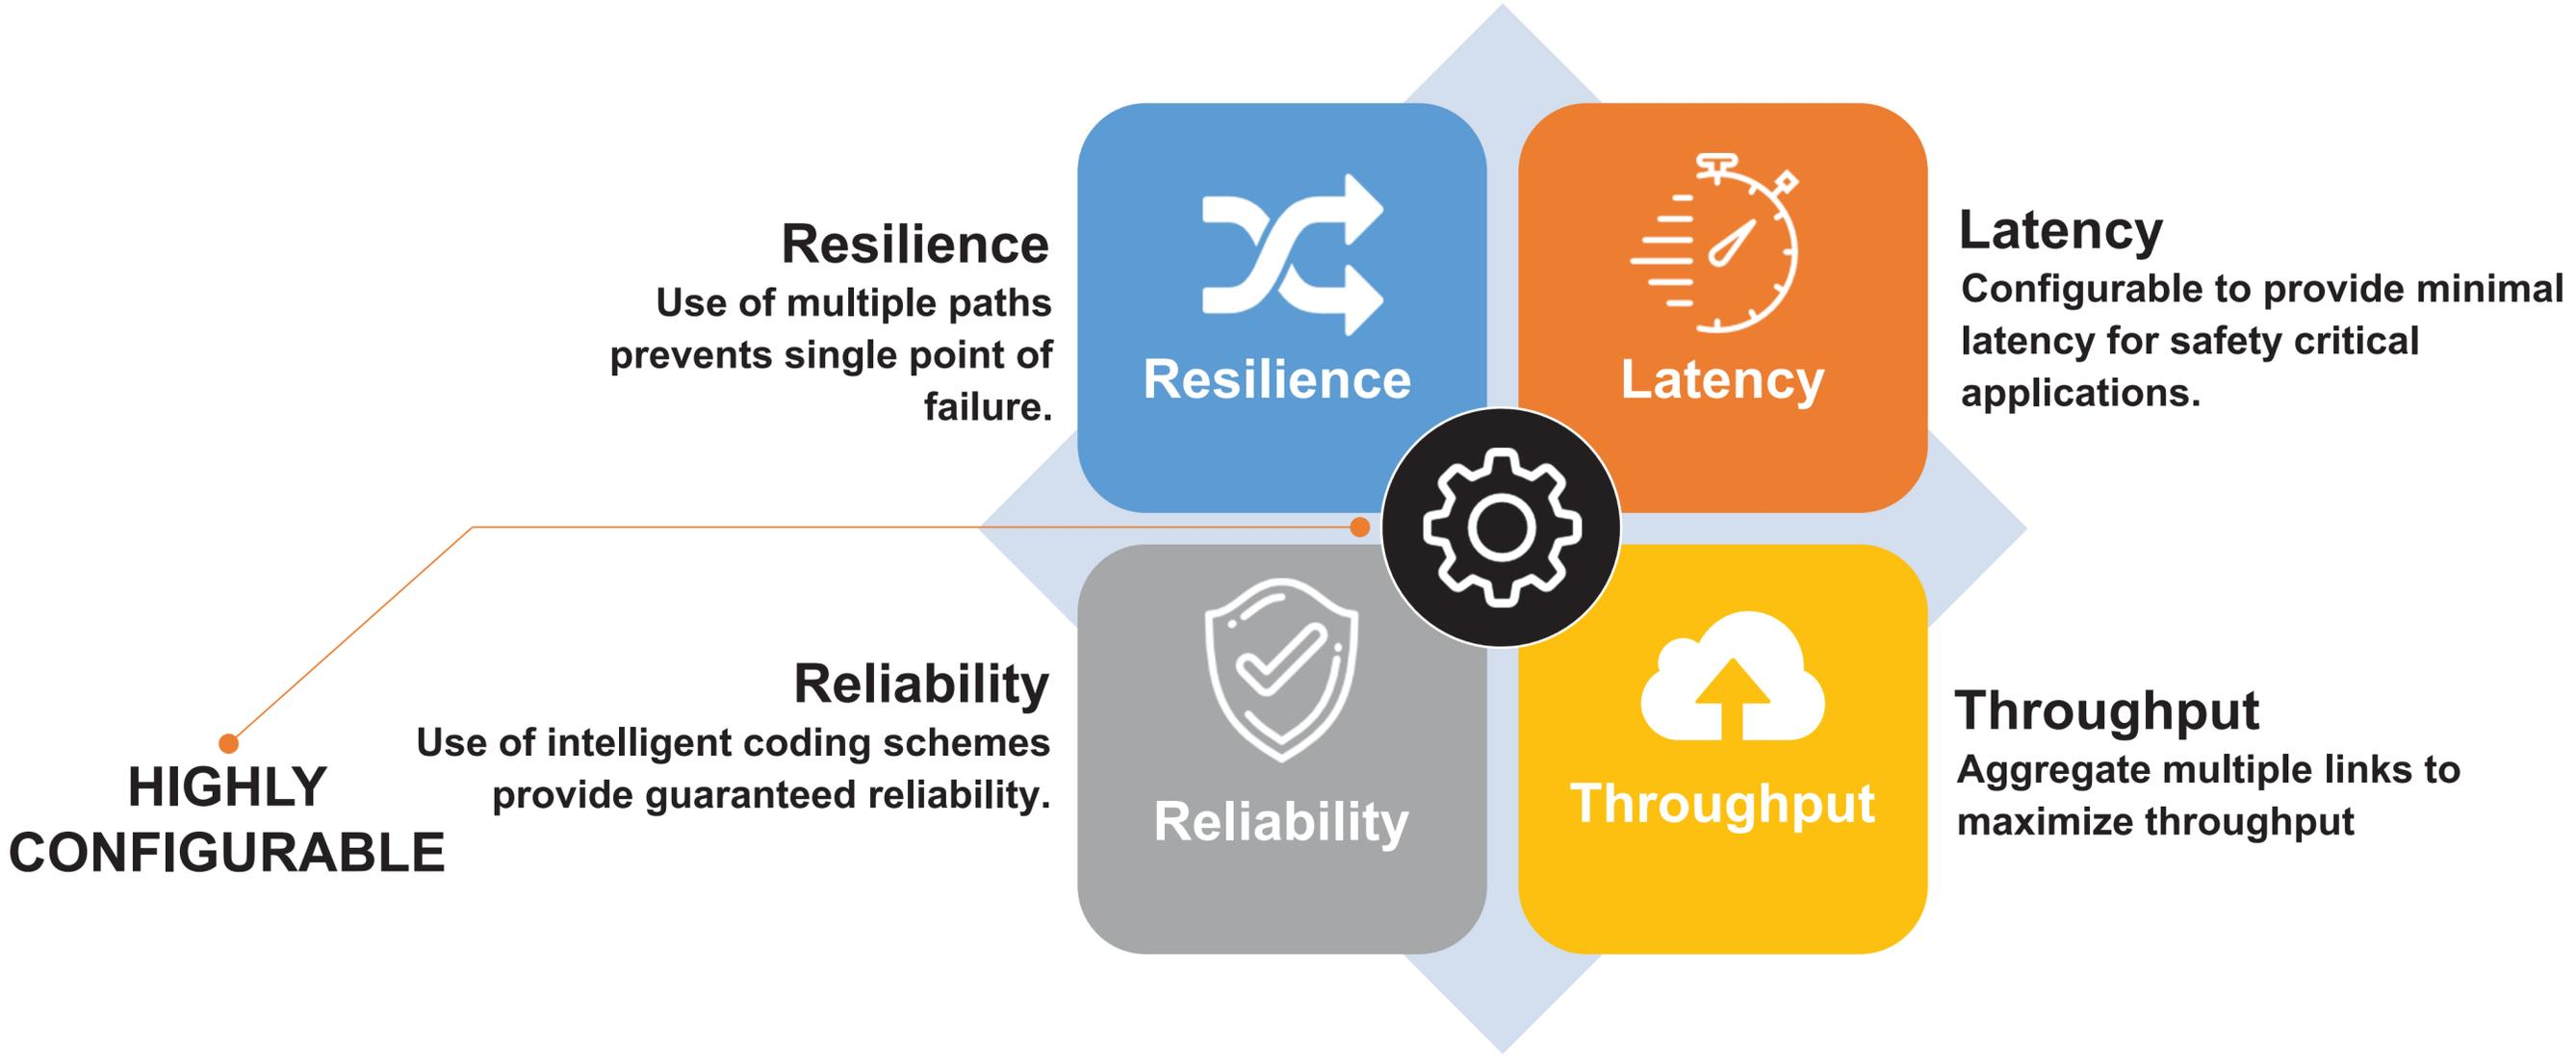 Resilience
Use of multiple paths
prevents single point of
failure.
Resilience
Latency
Latency
Configurable to provide minimal
latency for safety critical
applications.
HIGHLY
CONFIGURABLE
Reliability
Use of intelligent coding schemes
provide guaranteed reliability.
Reliability
Throughput
Throughput
Aggregate multiple links to
maximize throughput